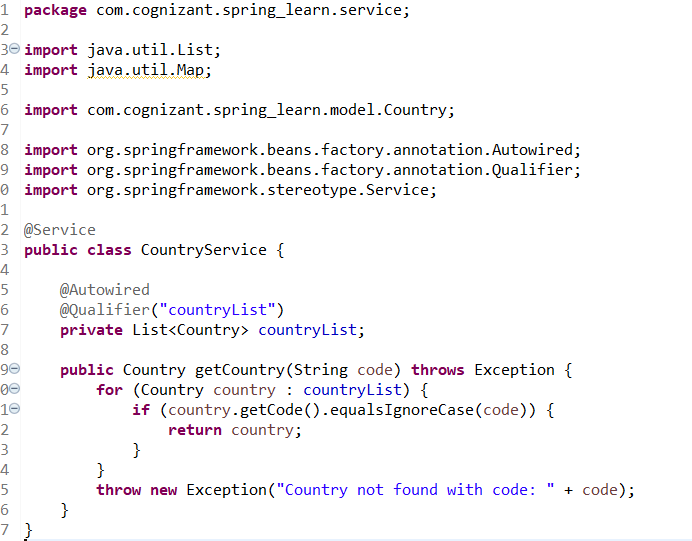 1 package com.cognizant.spring_learn.service;
2
3 import java.util.List;
4 import java.util.Map;
5
6 import com.cognizant.spring_learn.model.Country;
7
8 import org.springframework.beans.factory.annotation.Autowired;
9 import org.springframework.beans.factory.annotation.Qualifier;
0 import org.springframework.stereotype.Service;
1
2 @Service
3 public class CountryService {
4
5     @Autowired
6     @Qualifier("countryList")
7     private List<Country> countryList;
8
9     public Country getCountry(String code) throws Exception {
0         for (Country country : countryList) {
1             if (country.getCode().equalsIgnoreCase(code)) {
2                 return country;
3             }
4         }
5         throw new Exception("Country not found with code: " + code);
6     }
7 }